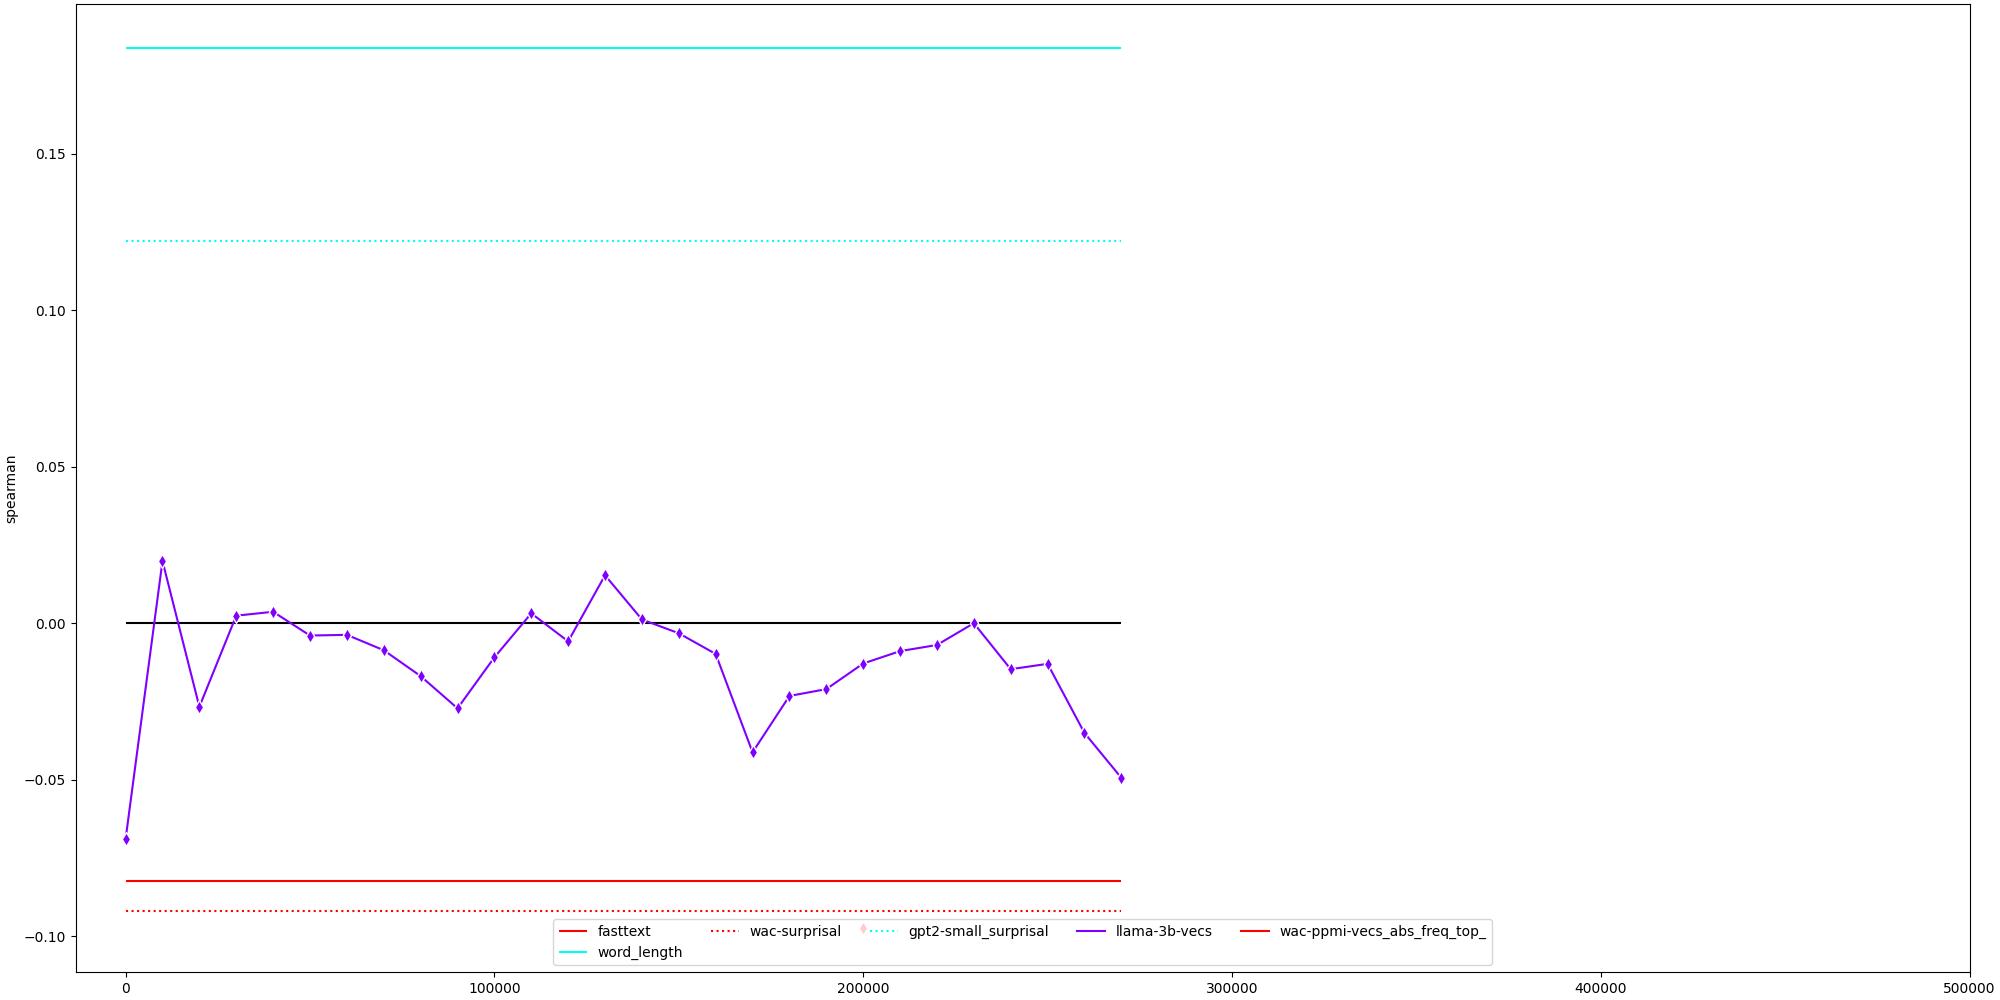 0.15
0.10
0.05
0.00
−0.05
−0.10
spearman
fasttext wac-surprisal gpt2-small_surprisal llama-3b-vecs wac-ppmi-vecs_abs_freq_top_
word_length
0 100000 200000 300000 400000 500000